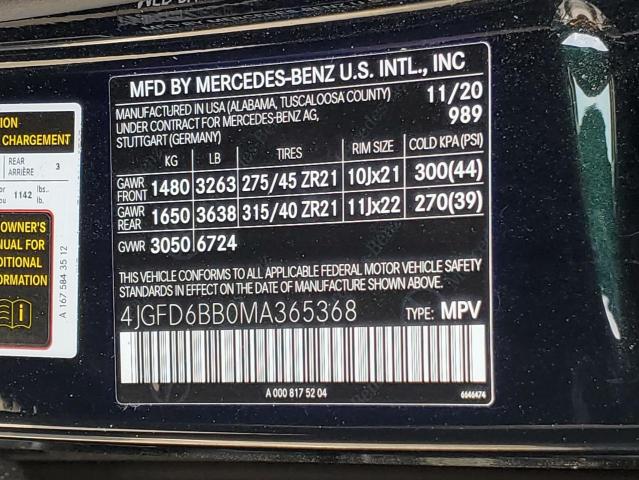 MFD BY MERCEDES-BENZ U.S. INTL., INC
MANUFACTURED IN USA (ALABAMA, TUSCALOOSA COUNTY) 11/20
UNDER CONTRACT FOR MERCEDES-BENZ AG, 989
STUTTGART (GERMANY)
KG LB TIRES RIM SIZE COLD KPA (PSI)
GAWR FRONT 1480 3263 275/45 ZR21 10Jx21 300(44)
GAWR REAR 1650 3638 315/40 ZR21 11Jx22 270(39)
GVWR 3050 6724
THIS VEHICLE CONFORMS TO ALL APPLICABLE FEDERAL MOTOR VEHICLE SAFETY
STANDARDS IN EFFECT ON THE DATE OF MANUFACTURE SHOWN ABOVE.
4JGFD6BB0MA365368 TYPE: MPV
A 000 817 52 04 6646474
CHARGEMENT
REAR
ARRIÈRE 3
1142 lbs.
lb.
OWNER'S
FOR
A 167 584 35 12